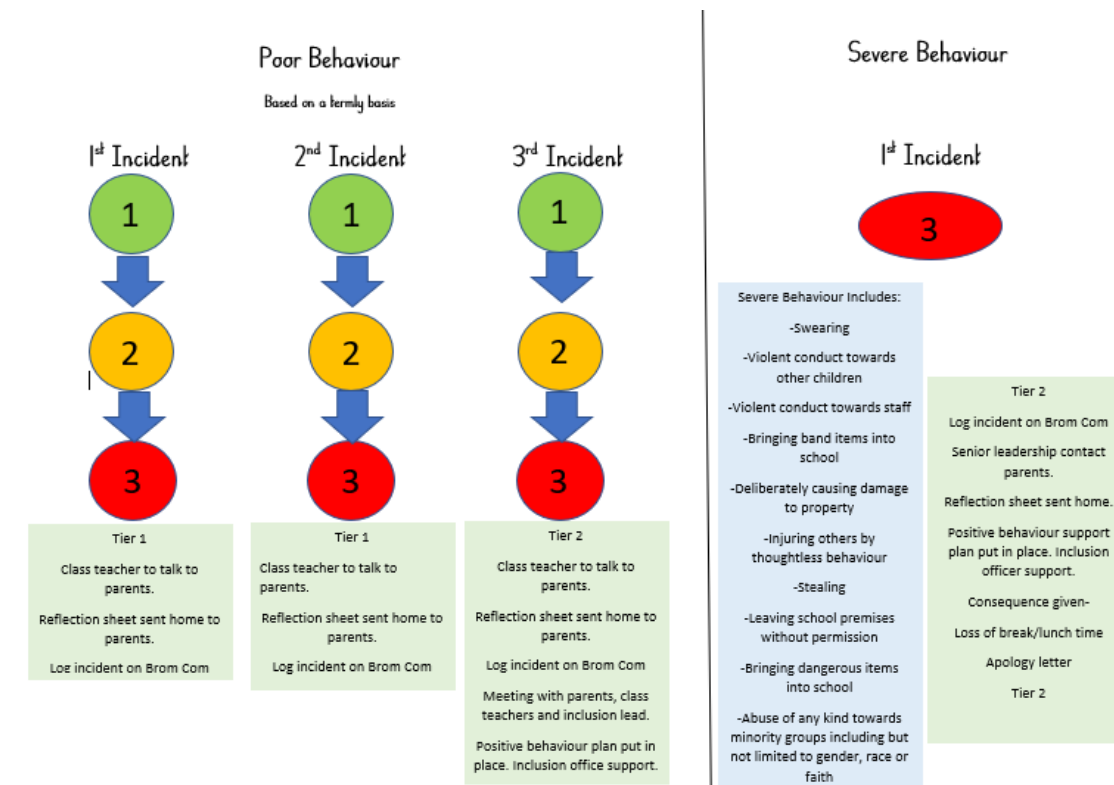 Poor Behaviour
Based on a termly basis
1st Incident
1
2
3
Tier 1
Class teacher to talk to
parents.
Reflection sheet sent home to
parents.
Log incident on Brom Com
2nd Incident
1
2
3
Tier 1
Class teacher to talk to
parents.
Reflection sheet sent home to
parents.
Log incident on Brom Com
3rd Incident
1
2
3
Tier 2
Class teacher to talk to
parents.
Reflection sheet sent home to
parents.
Log incident on Brom Com
Meeting with parents, class
teachers and inclusion lead.
Positive behaviour plan put in
place. Inclusion office support.
Severe Behaviour
1st Incident
3
Severe Behaviour Includes:
-Swearing
-Violent conduct towards
other children
-Violent conduct towards staff
-Bringing band items into
school
-Deliberately causing damage
to property
-Injuring others by
thoughtless behaviour
-Stealing
-Leaving school premises
without permission
-Bringing dangerous items
into school
-Abuse of any kind towards
minority groups including but
not limited to gender, race or
faith
Tier 2
Log incident on Brom Com
Senior leadership contact
parents.
Reflection sheet sent home.
Positive behaviour support
plan put in place. Inclusion
officer support.
Consequence given-
Loss of break/lunch time
Apology letter
Tier 2